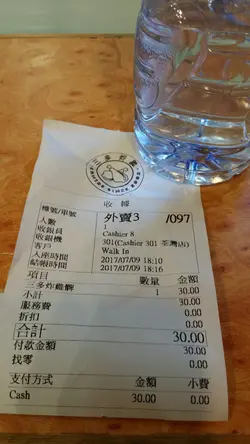 收據
檯號/單號 外賣3 /097
人數 1
收銀員 Cashier 8
收銀機 301(Cashier 301 荃灣店)
客戶 Walk In
入座時間 2017/07/09 18:10
結賬時間 2017/07/09 18:16
項目 數量 金額
三多炸雞髀 1 30.00
小計 30.00
服務費 0.00
折扣 0.00
合計 30.00
付款金額 30.00
找零 0.00
支付方式 金額 小費
Cash 30.00 0.00